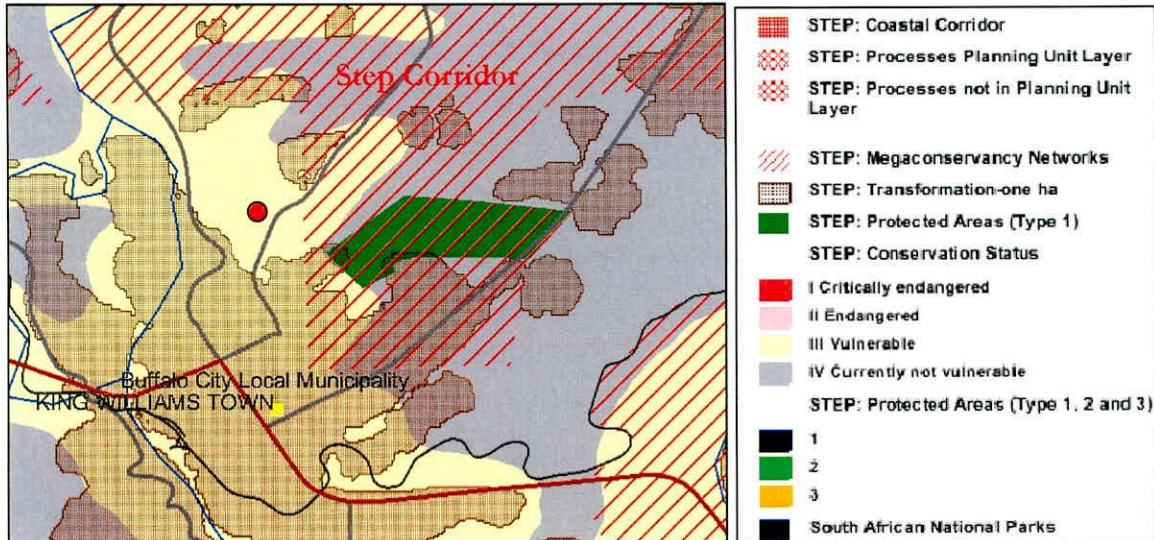 Step Corridor
Buffalo City Local Municipality
KING WILLIAMS TOWN
STEP: Coastal Corridor
STEP: Processes Planning Unit Layer
STEP: Processes not in Planning Unit
Layer
STEP: Megaconservancy Networks
STEP: Transformation-one ha
STEP: Protected Areas (Type 1)
STEP: Conservation Status
I Critically endangered
II Endangered
III Vulnerable
IV Currently not vulnerable
STEP: Protected Areas (Type 1, 2 and 3)
1
2
3
South African National Parks